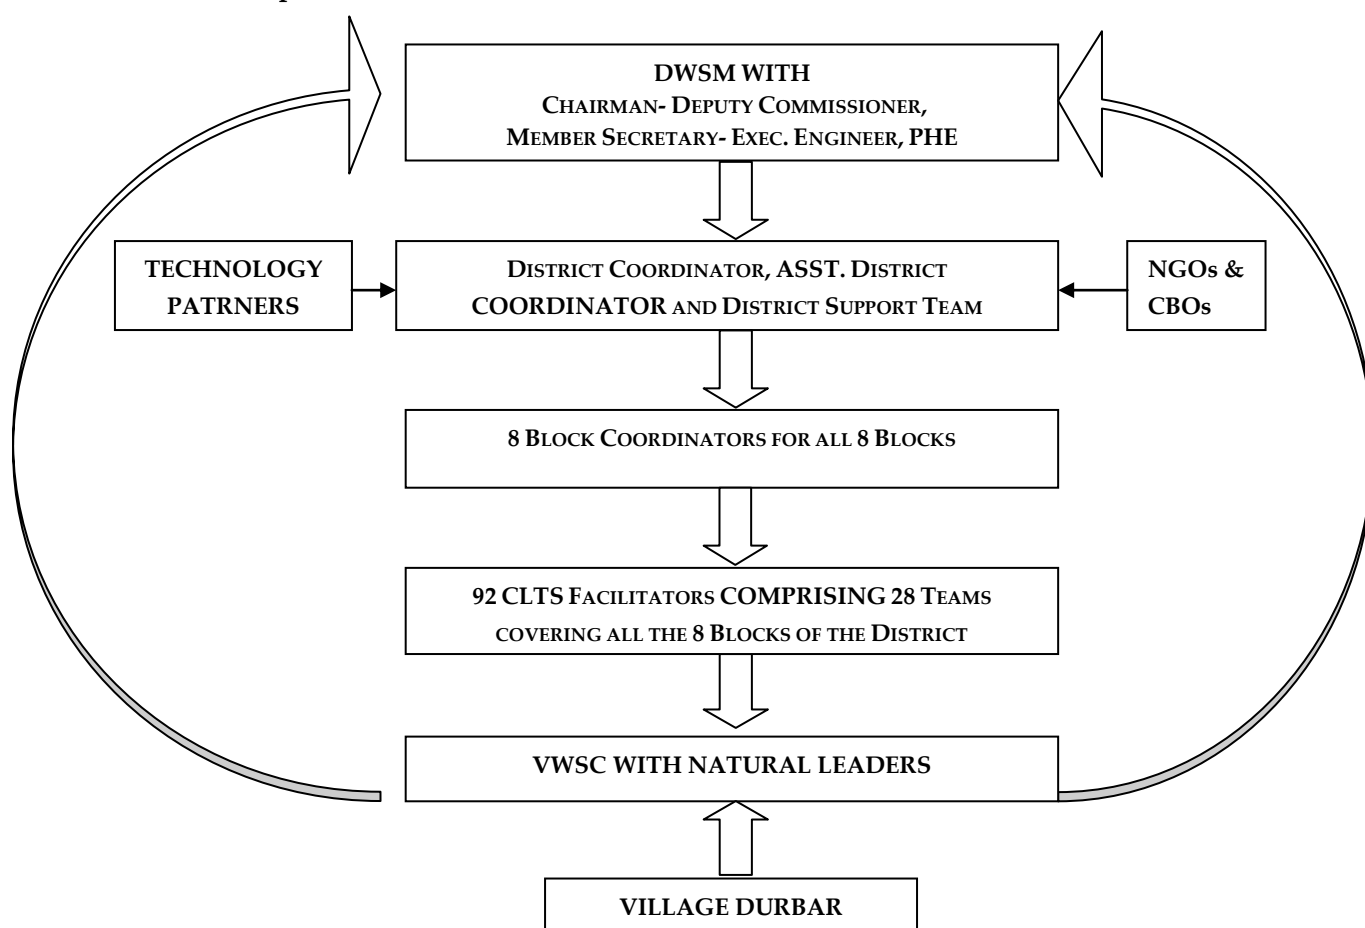 DWSM WITH
CHAIRMAN- DEPUTY COMMISSIONER,
MEMBER SECRETARY- EXEC. ENGINEER, PHE
TECHNOLOGY
PATRNERS
DISTRICT COORDINATOR, ASST. DISTRICT
COORDINATOR AND DISTRICT SUPPORT TEAM
NGOs &
CBOs
8 BLOCK COORDINATORS FOR ALL 8 BLOCKS
92 CLTS FACILITATORS COMPRISING 28 TEAMS
COVERING ALL THE 8 BLOCKS OF THE DISTRICT
VWSC WITH NATURAL LEADERS
VILLAGE DURBAR